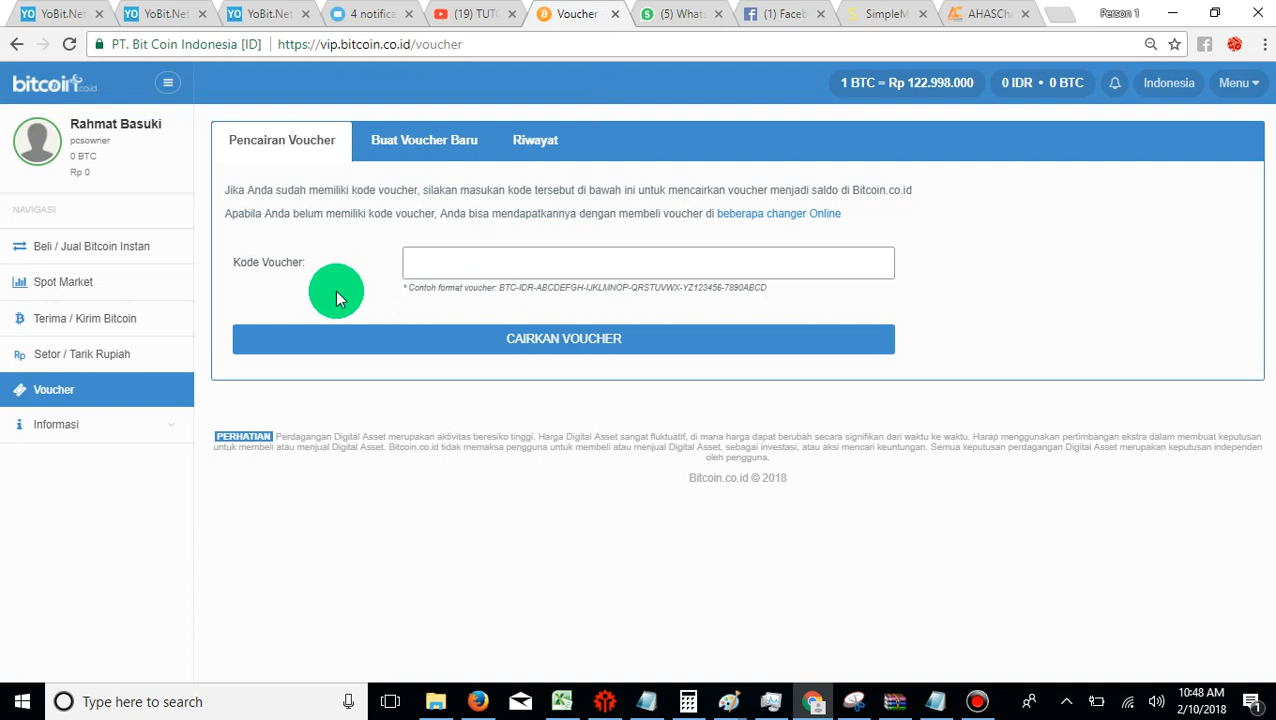 YoBit.Net
YoBit.Net
YoBit.Net
4 notifica
(19) TUTO
Voucher
(5) Whats
(1) Faceb
SimpleM
AHASCha
Person 1
PT. Bit Coin Indonesia [ID]
https://vip.bitcoin.co.id/voucher
bitcoin.co.id
1 BTC = Rp 122.998.000
0 IDR • 0 BTC
Indonesia
Menu
Rahmat Basuki
pcsowner
0 BTC
Rp 0
NAVIGASI
Beli / Jual Bitcoin Instan
Spot Market
Terima / Kirim Bitcoin
Rp Setor / Tarik Rupiah
Voucher
Informasi
Pencairan Voucher
Buat Voucher Baru
Riwayat
Jika Anda sudah memiliki kode voucher, silakan masukan kode tersebut di bawah ini untuk mencairkan voucher menjadi saldo di Bitcoin.co.id
Apabila Anda belum memiliki kode voucher, Anda bisa mendapatkannya dengan membeli voucher di beberapa changer Online
Kode Voucher:
* Contoh format voucher: BTC-IDR-ABCDEFGH-IJKLMNOP-QRSTUVWX-YZ123456-7890ABCD
CAIRKAN VOUCHER
PERHATIAN Perdagangan Digital Asset merupakan aktivitas beresiko tinggi. Harga Digital Asset sangat fluktuatif, di mana harga dapat berubah secara signifikan dari waktu ke waktu. Harap menggunakan pertimbangan ekstra dalam membuat keputusan
untuk membeli atau menjual Digital Asset. Bitcoin.co.id tidak memaksa pengguna untuk membeli atau menjual Digital Asset, sebagai investasi, atau aksi mencari keuntungan. Semua keputusan perdagangan Digital Asset merupakan keputusan independen
oleh pengguna.
Bitcoin.co.id © 2018
Type here to search
10:48 AM
2/10/2018
1